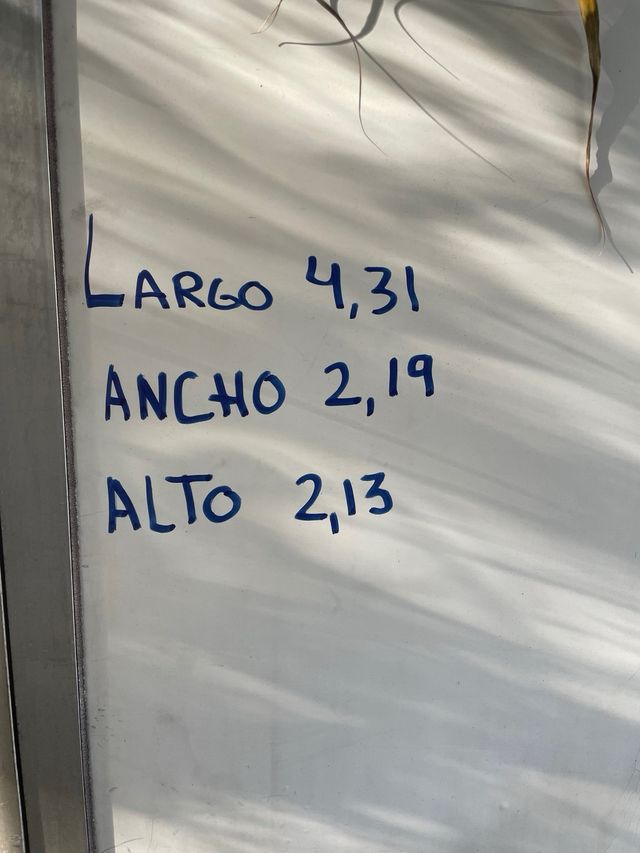 LARGO 4,31
ANCHO 2,19
ALTO 2,13